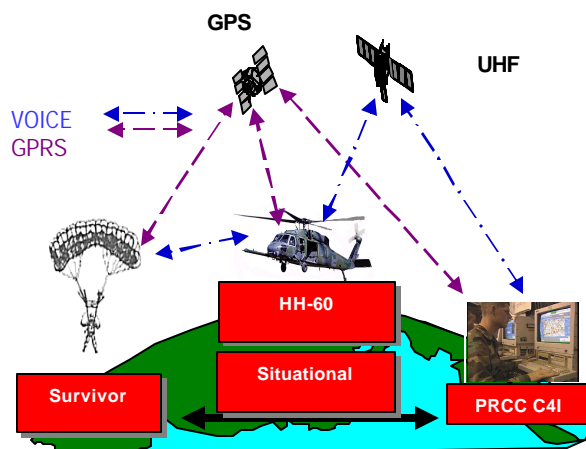 GPS
UHF
VOICE
GPRS
HH-60
Situational
Survivor
PRCC C4I